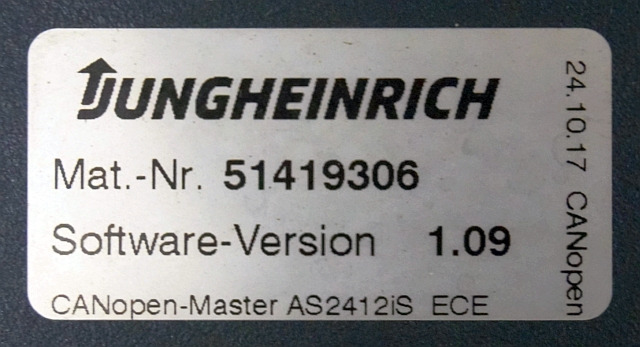 JUNGHEINRICH
Mat.-Nr. 51419306
Software-Version 1.09
CANopen-Master AS2412iS ECE
24.10.17 CANopen